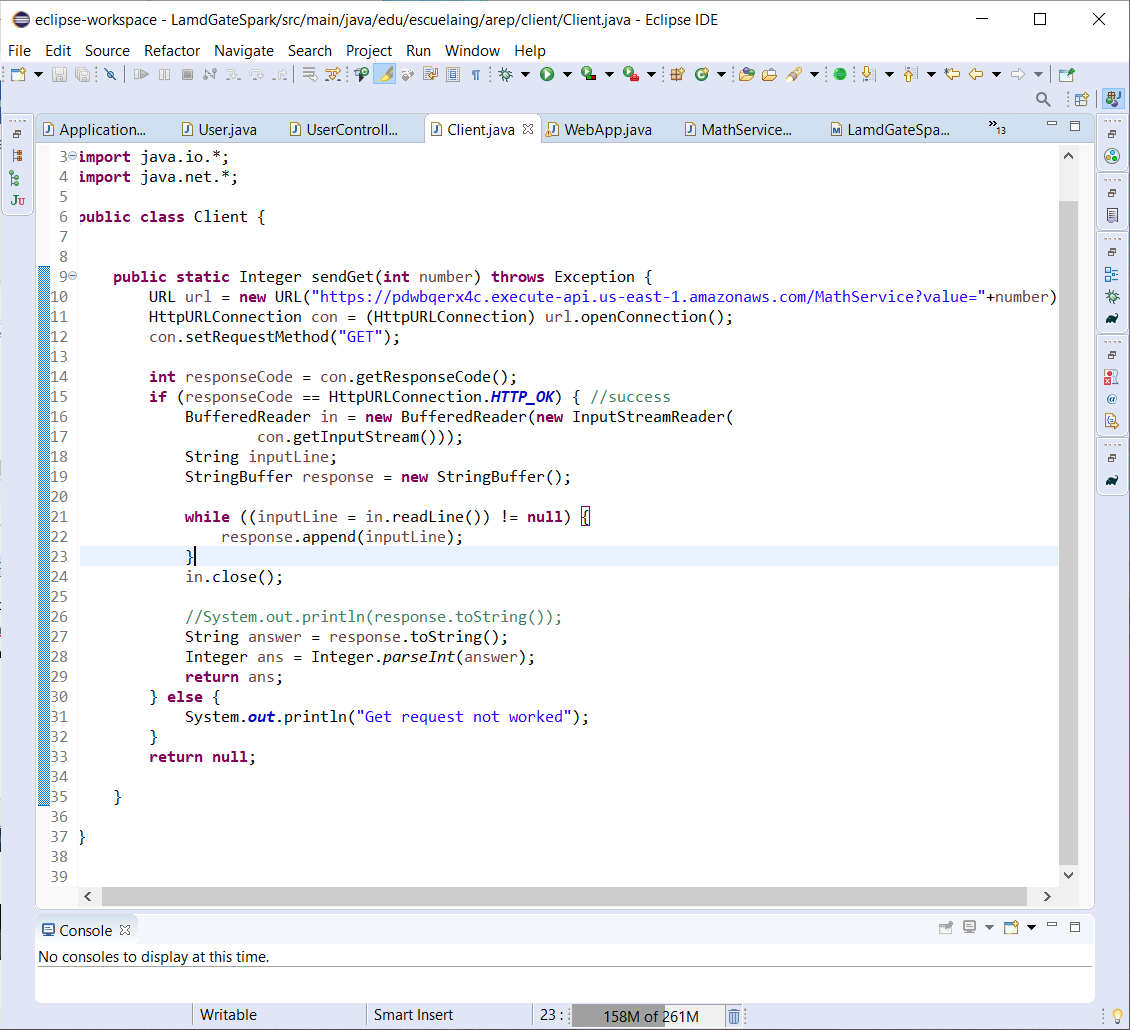 eclipse-workspace - LamdGateSpark/src/main/java/edu/escuelaing/arep/client/Client.java - Eclipse IDE
File Edit Source Refactor Navigate Search Project Run Window Help
Application... User.java UserControll... Client.java WebApp.java MathService... LamdGateSpa... »13
3 import java.io.*;
4 import java.net.*;
5
6 public class Client {
7
8
9     public static Integer sendGet(int number) throws Exception {
10         URL url = new URL("https://pdwbqerx4c.execute-api.us-east-1.amazonaws.com/MathService?value="+number)
11         HttpURLConnection con = (HttpURLConnection) url.openConnection();
12         con.setRequestMethod("GET");
13
14         int responseCode = con.getResponseCode();
15         if (responseCode == HttpURLConnection.HTTP_OK) { //success
16             BufferedReader in = new BufferedReader(new InputStreamReader(
17                     con.getInputStream()));
18             String inputLine;
19             StringBuffer response = new StringBuffer();
20
21             while ((inputLine = in.readLine()) != null) {
22                 response.append(inputLine);
23             }
24             in.close();
25
26             //System.out.println(response.toString());
27             String answer = response.toString();
28             Integer ans = Integer.parseInt(answer);
29             return ans;
30         } else {
31             System.out.println("Get request not worked");
32         }
33         return null;
34
35     }
36
37 }
38
39
Console
No consoles to display at this time.
Writable Smart Insert 23 : 158M of 261M